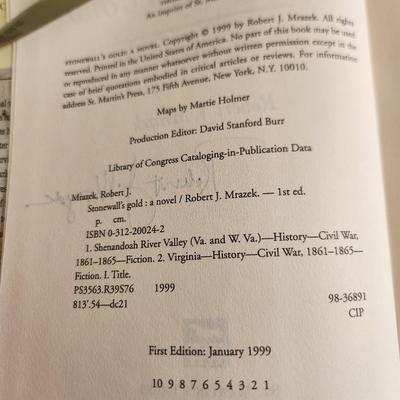 An imprint of St. M
STONEWALL'S GOLD: A NOVEL. Copyright © 1999 by Robert J. Mrazek. All rights
reserved. Printed in the United States of America. No part of this book may be used
or reproduced in any manner whatsoever without written permission except in the
case of brief quotations embodied in critical articles or reviews. For information
address St. Martin's Press, 175 Fifth Avenue, New York, N.Y. 10010.
Maps by Martie Holmer
Production Editor: David Stanford Burr
Library of Congress Cataloging-in-Publication Data
Mrazek, Robert J.
Stonewall's gold : a novel / Robert J. Mrazek. — 1st ed.
p. cm.
ISBN 0-312-20024-2
1. Shenandoah River Valley (Va. and W. Va.)—History—Civil War,
1861–1865—Fiction. 2. Virginia—History—Civil War, 1861–1865—
Fiction. I. Title.
PS3563.R39S76 1999
813'.54—dc21
98-36891
CIP
First Edition: January 1999
10 9 8 7 6 5 4 3 2 1